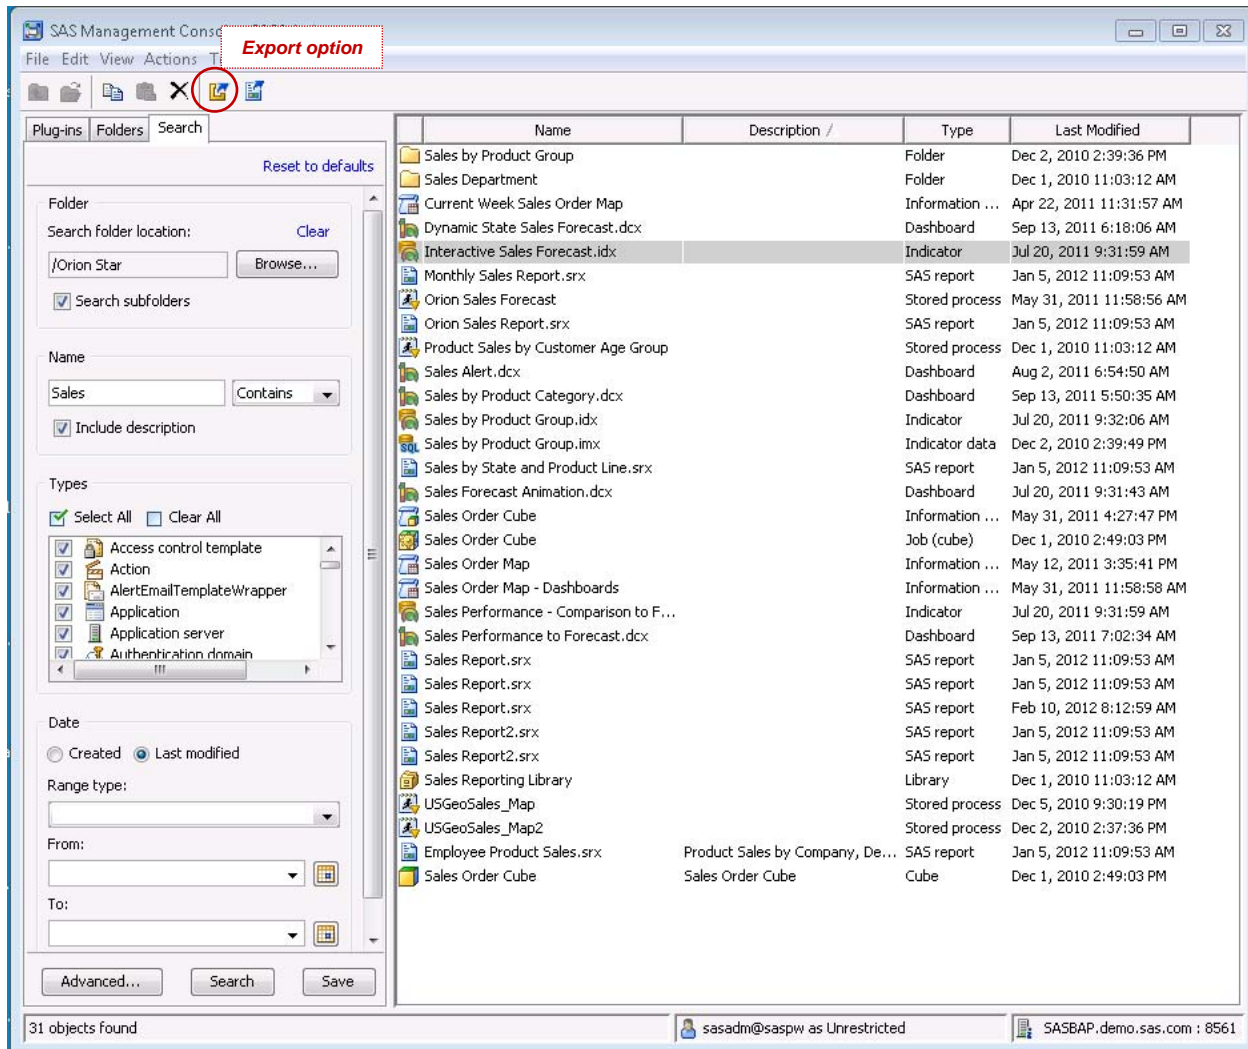 SAS Management Conso
Export option
File Edit View Actions T
Plug-ins Folders Search
Reset to defaults
Folder
Search folder location: Clear
/Orion Star Browse...
Search subfolders
Name
Sales Contains
Include description
Types
Select All Clear All
Access control template
Action
AlertEmailTemplateWrapper
Application
Application server
Authentication domain
Date
Created Last modified
Range type:
From:
To:
Advanced... Search Save
Name Description / Type Last Modified
Sales by Product Group Folder Dec 2, 2010 2:39:36 PM
Sales Department Folder Dec 1, 2010 11:03:12 AM
Current Week Sales Order Map Information ... Apr 22, 2011 11:31:57 AM
Dynamic State Sales Forecast.dcx Dashboard Sep 13, 2011 6:18:06 AM
Interactive Sales Forecast.idx Indicator Jul 20, 2011 9:31:59 AM
Monthly Sales Report.srx SAS report Jan 5, 2012 11:09:53 AM
Orion Sales Forecast Stored process May 31, 2011 11:58:56 AM
Orion Sales Report.srx SAS report Jan 5, 2012 11:09:53 AM
Product Sales by Customer Age Group Stored process Dec 1, 2010 11:03:12 AM
Sales Alert.dcx Dashboard Aug 2, 2011 6:54:50 AM
Sales by Product Category.dcx Dashboard Sep 13, 2011 5:50:35 AM
Sales by Product Group.idx Indicator Jul 20, 2011 9:32:06 AM
SQL Sales by Product Group.imx Indicator data Dec 2, 2010 2:39:49 PM
Sales by State and Product Line.srx SAS report Jan 5, 2012 11:09:53 AM
Sales Forecast Animation.dcx Dashboard Jul 20, 2011 9:31:43 AM
Sales Order Cube Information ... May 31, 2011 4:27:47 PM
Sales Order Cube Job (cube) Dec 1, 2010 2:49:03 PM
Sales Order Map Information ... May 12, 2011 3:35:41 PM
Sales Order Map - Dashboards Information ... May 31, 2011 11:58:58 AM
Sales Performance - Comparison to F... Indicator Jul 20, 2011 9:31:59 AM
Sales Performance to Forecast.dcx Dashboard Sep 13, 2011 7:02:34 AM
Sales Report.srx SAS report Jan 5, 2012 11:09:53 AM
Sales Report.srx SAS report Jan 5, 2012 11:09:53 AM
Sales Report.srx SAS report Feb 10, 2012 8:12:59 AM
Sales Report2.srx SAS report Jan 5, 2012 11:09:53 AM
Sales Report2.srx SAS report Jan 5, 2012 11:09:53 AM
Sales Reporting Library Library Dec 1, 2010 11:03:12 AM
USGeoSales_Map Stored process Dec 5, 2010 9:30:19 PM
USGeoSales_Map2 Stored process Dec 2, 2010 2:37:36 PM
Employee Product Sales.srx Product Sales by Company, De... SAS report Jan 5, 2012 11:09:53 AM
Sales Order Cube Sales Order Cube Cube Dec 1, 2010 2:49:03 PM
31 objects found sasadm@saspw as Unrestricted SASBAP.demo.sas.com : 8561